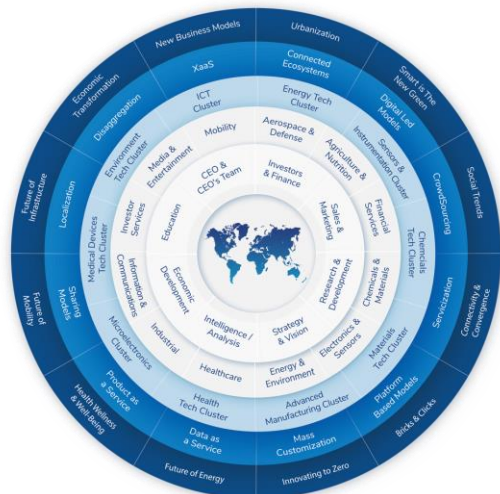 New Business Models
Urbanization
Smart is The
New Green
Social Trends
Connectivity &
Convergence
Bricks & Clicks
Innovating to Zero
Future of Energy
Health Wellness
& Well-Being
Future of
Mobility
Future of
Infrastructure
Economic
Transformation
XaaS
Connected
Ecosystems
Digital Led
Models
CrowdSourcing
Servicization
Platform
Based Models
Mass
Customization
Data as
a Service
Product as
a Service
Sharing
Models
Localization
Disaggregation
ICT
Cluster
Energy Tech
Cluster
Sensors &
Instrumentation Cluster
Chemcials
Tech Cluster
Materials
Tech Cluster
Advanced
Manufacturing Cluster
Health
Tech Cluster
Microelectronics
Cluster
Medical Devices
Tech Cluster
Environment
Tech Cluster
Mobility
Aerospace &
Defense
Agriculture &
Nutrition
Financial
Services
Chemicals &
Materials
Electronics &
Sensors
Energy &
Environment
Healthcare
Industrial
Information &
Communications
Investor
Services
Media &
Entertainment
CEO &
CEO's Team
Investors
& Finance
Sales &
Marketing
Research &
Development
Strategy
& Vision
Intelligence /
Analysis
Economic
Development
Education